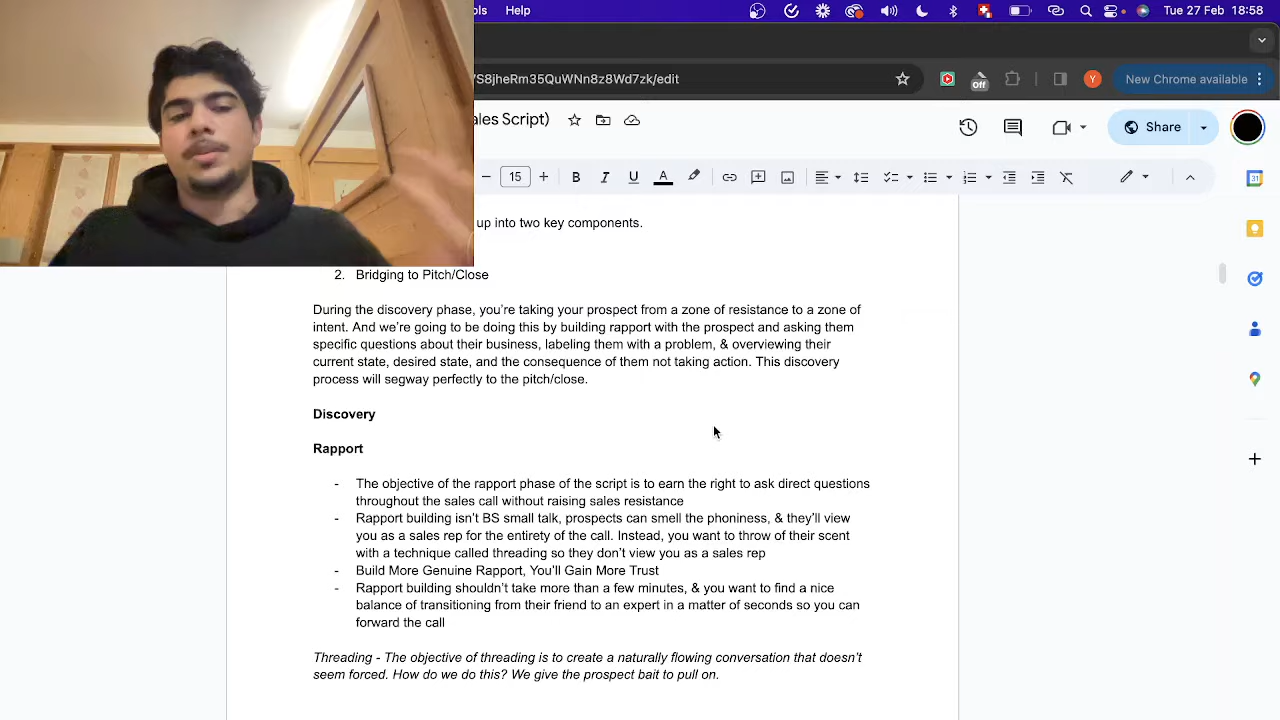 ols Help Tue 27 Feb 18:58
/S8jheRm35QuWNn8z8Wd7zk/edit Off Y New Chrome available
ales Script) Share
15 B I U A
31
up into two key components.
2. Bridging to Pitch/Close
During the discovery phase, you’re taking your prospect from a zone of resistance to a zone of
intent. And we’re going to be doing this by building rapport with the prospect and asking them
specific questions about their business, labeling them with a problem, & overviewing their
current state, desired state, and the consequence of them not taking action. This discovery
process will segway perfectly to the pitch/close.
Discovery
Rapport
- The objective of the rapport phase of the script is to earn the right to ask direct questions
throughout the sales call without raising sales resistance
- Rapport building isn’t BS small talk, prospects can smell the phoniness, & they’ll view
you as a sales rep for the entirety of the call. Instead, you want to throw of their scent
with a technique called threading so they don’t view you as a sales rep
- Build More Genuine Rapport, You’ll Gain More Trust
- Rapport building shouldn’t take more than a few minutes, & you want to find a nice
balance of transitioning from their friend to an expert in a matter of seconds so you can
forward the call
Threading - The objective of threading is to create a naturally flowing conversation that doesn’t
seem forced. How do we do this? We give the prospect bait to pull on.